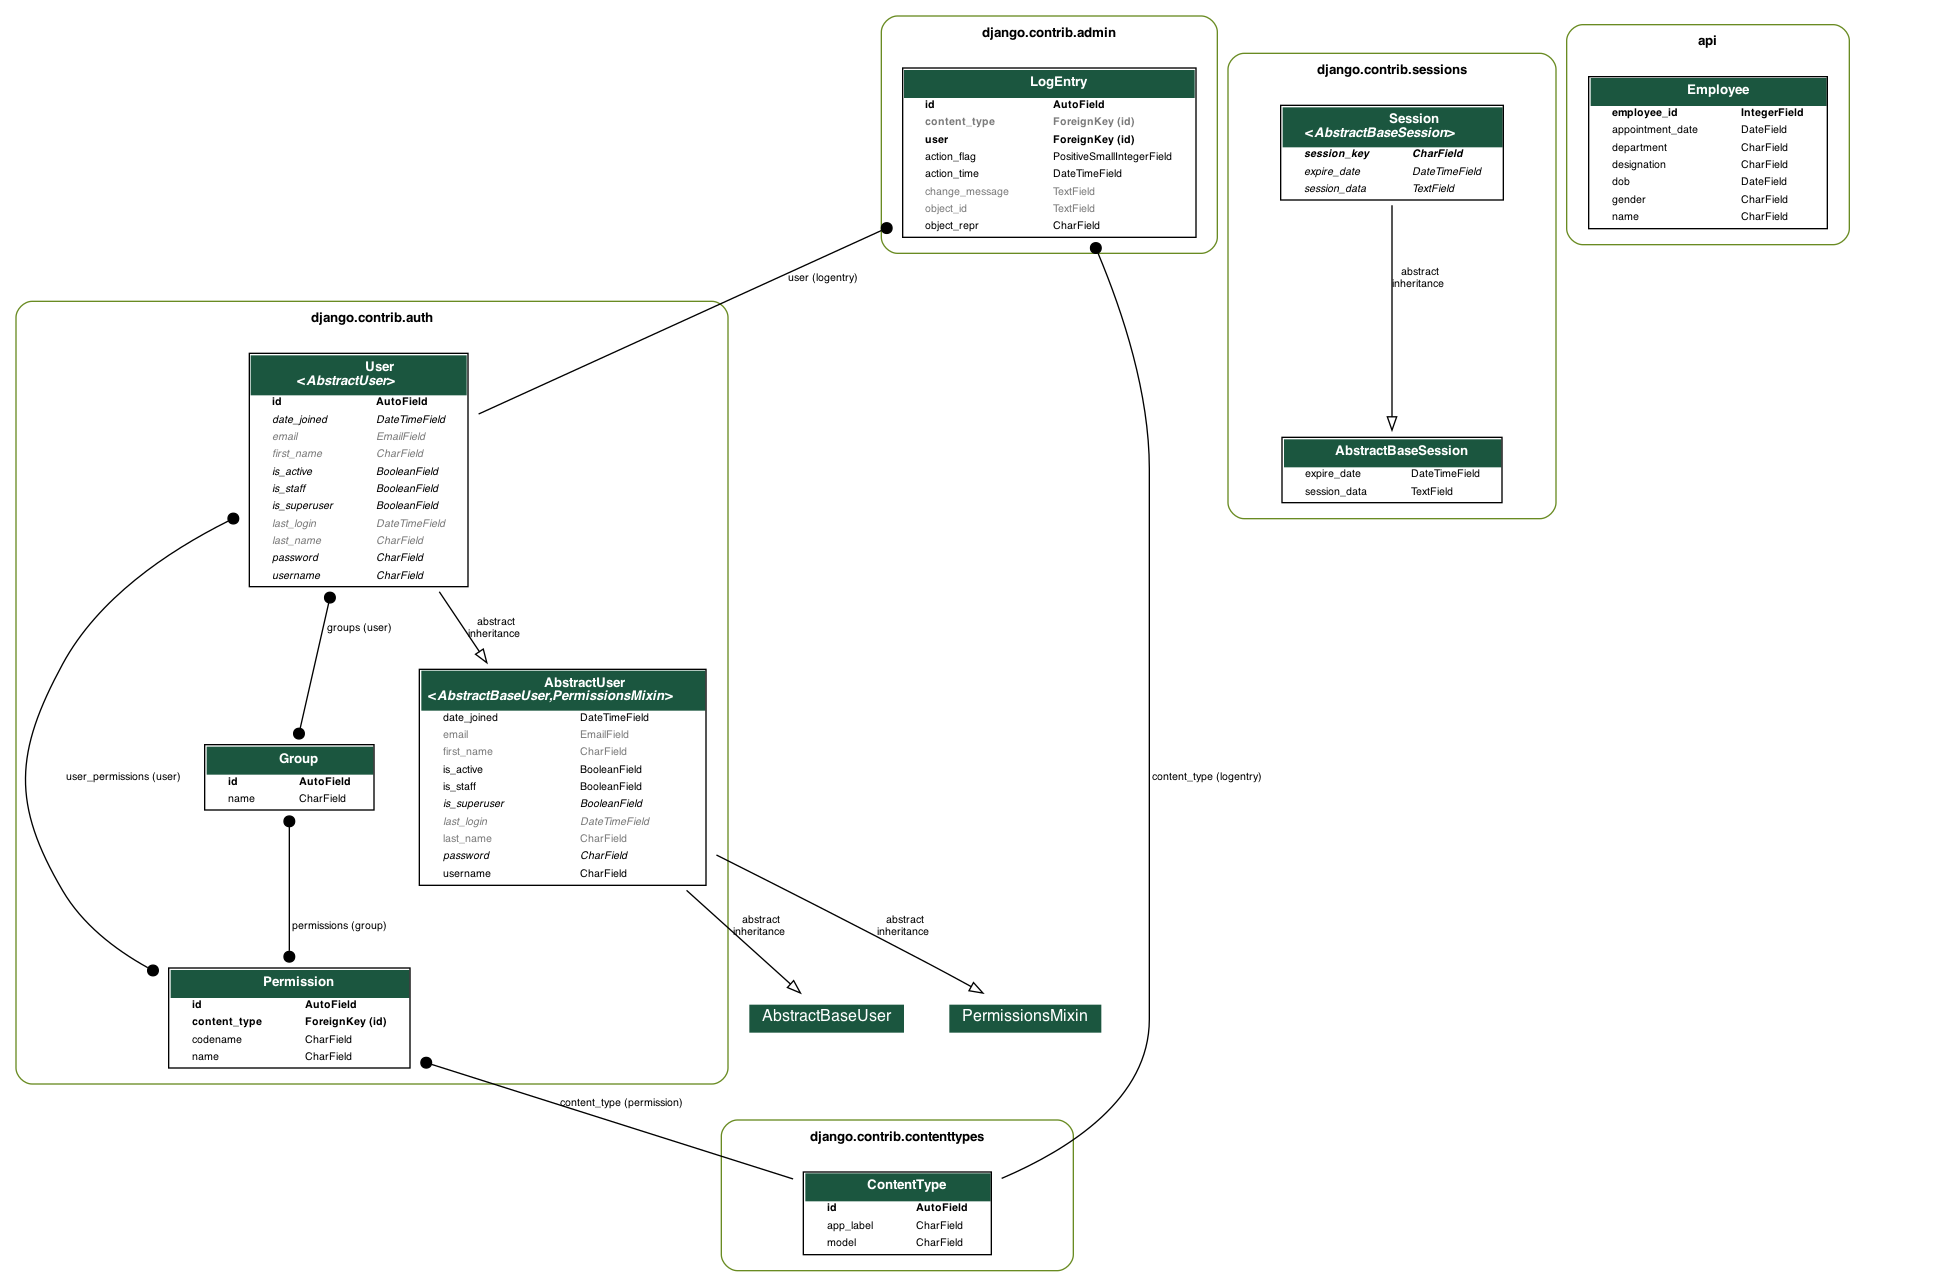 django.contrib.admin
LogEntry
id AutoField
content_type ForeignKey (id)
user ForeignKey (id)
action_flag PositiveSmallIntegerField
action_time DateTimeField
change_message TextField
object_id TextField
object_repr CharField
django.contrib.sessions
Session
<AbstractBaseSession>
session_key CharField
expire_date DateTimeField
session_data TextField
abstract
inheritance
AbstractBaseSession
expire_date DateTimeField
session_data TextField
api
Employee
employee_id IntegerField
appointment_date DateField
department CharField
designation CharField
dob DateField
gender CharField
name CharField
user (logentry)
django.contrib.auth
User
<AbstractUser>
id AutoField
date_joined DateTimeField
email EmailField
first_name CharField
is_active BooleanField
is_staff BooleanField
is_superuser BooleanField
last_login DateTimeField
last_name CharField
password CharField
username CharField
groups (user)
abstract
inheritance
AbstractUser
<AbstractBaseUser,PermissionsMixin>
date_joined DateTimeField
email EmailField
first_name CharField
is_active BooleanField
is_staff BooleanField
is_superuser BooleanField
last_login DateTimeField
last_name CharField
password CharField
username CharField
user_permissions (user)
Group
id AutoField
name CharField
permissions (group)
Permission
id AutoField
content_type ForeignKey (id)
codename CharField
name CharField
abstract
inheritance
abstract
inheritance
AbstractBaseUser
PermissionsMixin
content_type (logentry)
content_type (permission)
django.contrib.contenttypes
ContentType
id AutoField
app_label CharField
model CharField